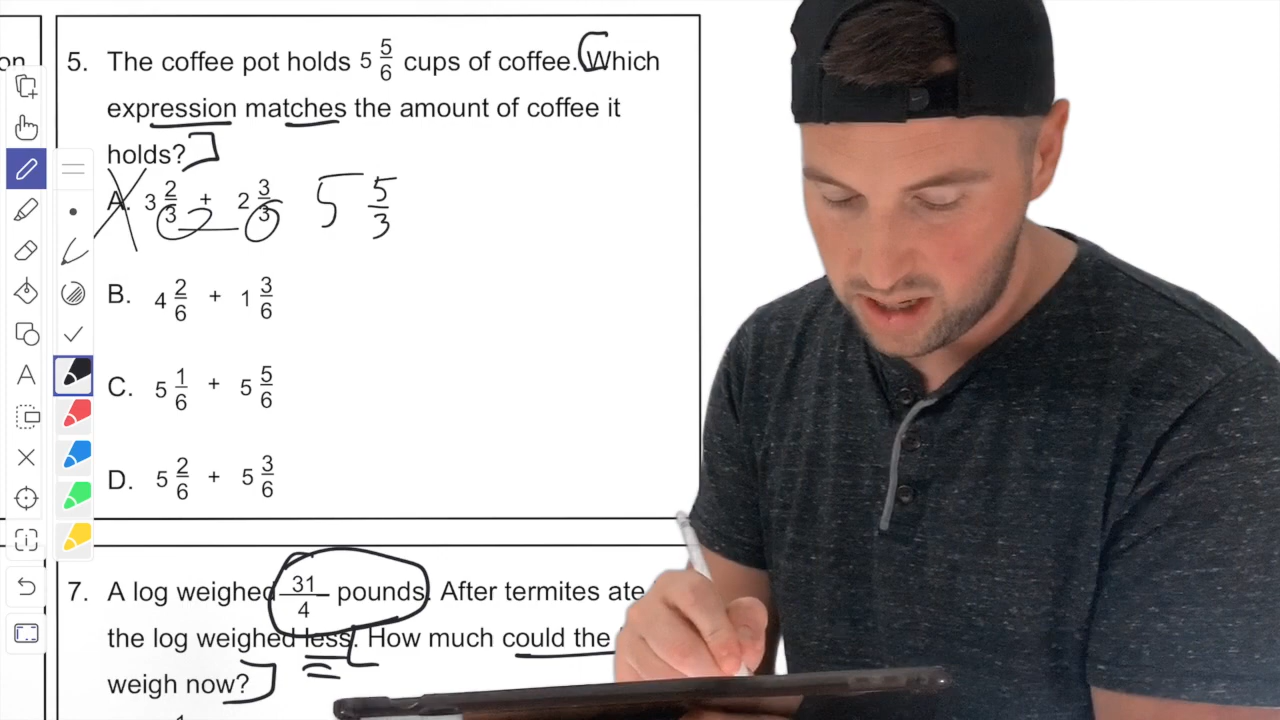 on
5. The coffee pot holds 5 5/6 cups of coffee. Which
expression matches the amount of coffee it
holds?
A. 3 2/3 + 2 3/3 5 5/3
B. 4 2/6 + 1 3/6
C. 5 1/6 + 5 5/6
D. 5 2/6 + 5 3/6
7. A log weighed 31/4 pounds. After termites ate
the log weighed less. How much could the
weigh now?